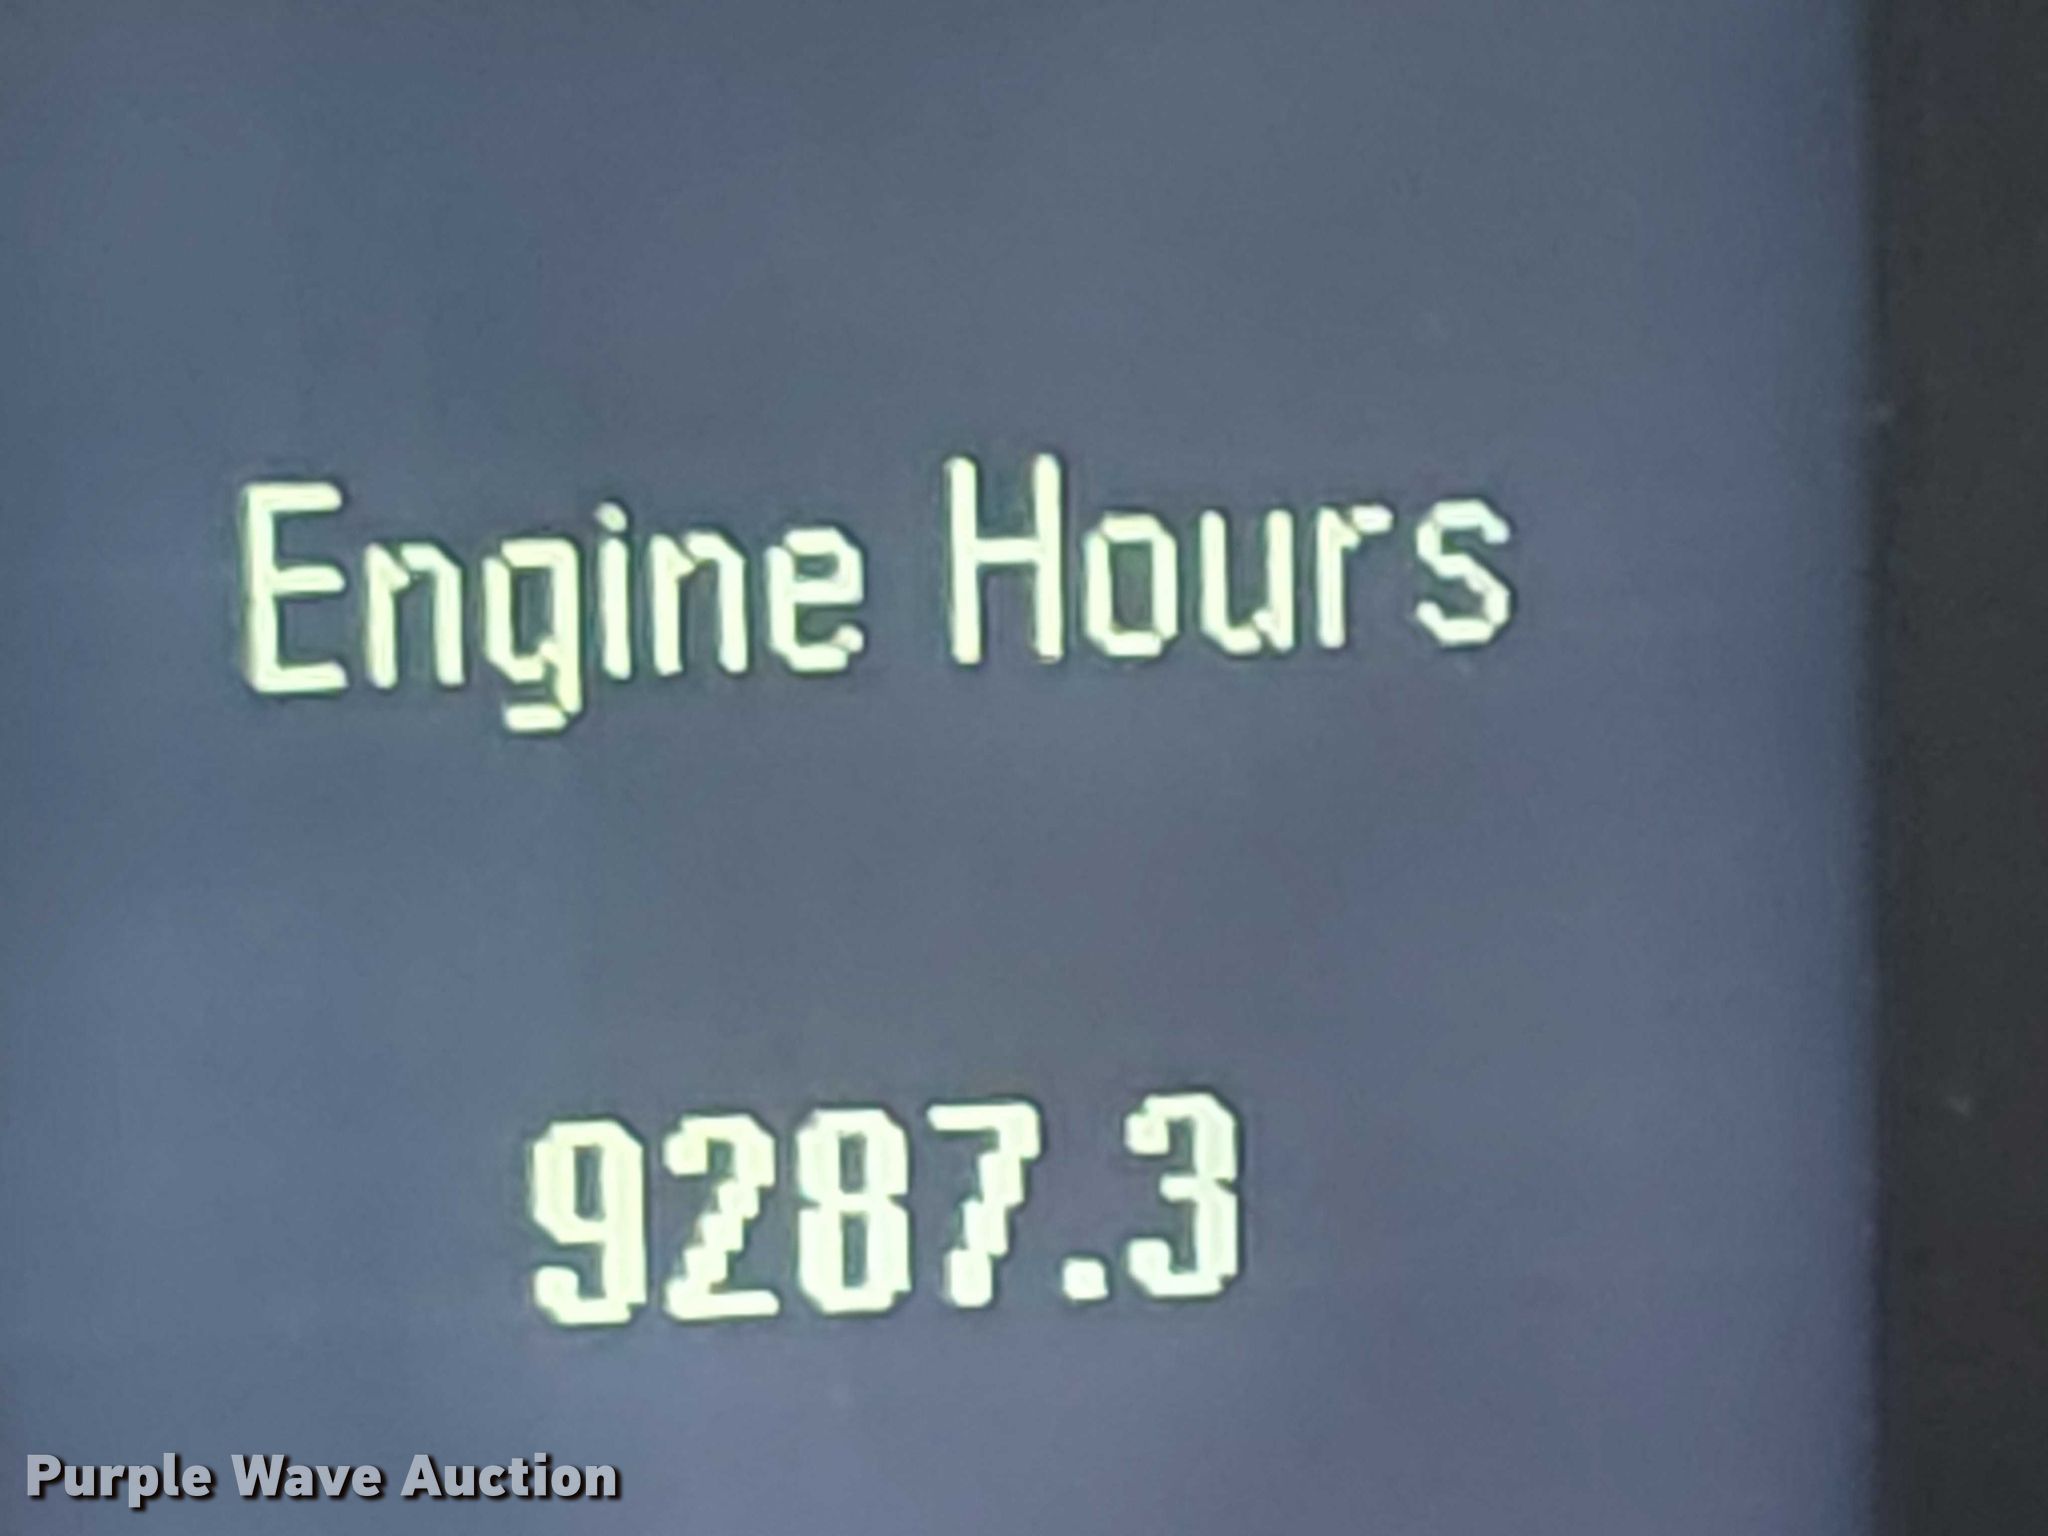 Engine Hours
9287.3
Purple Wave Auction